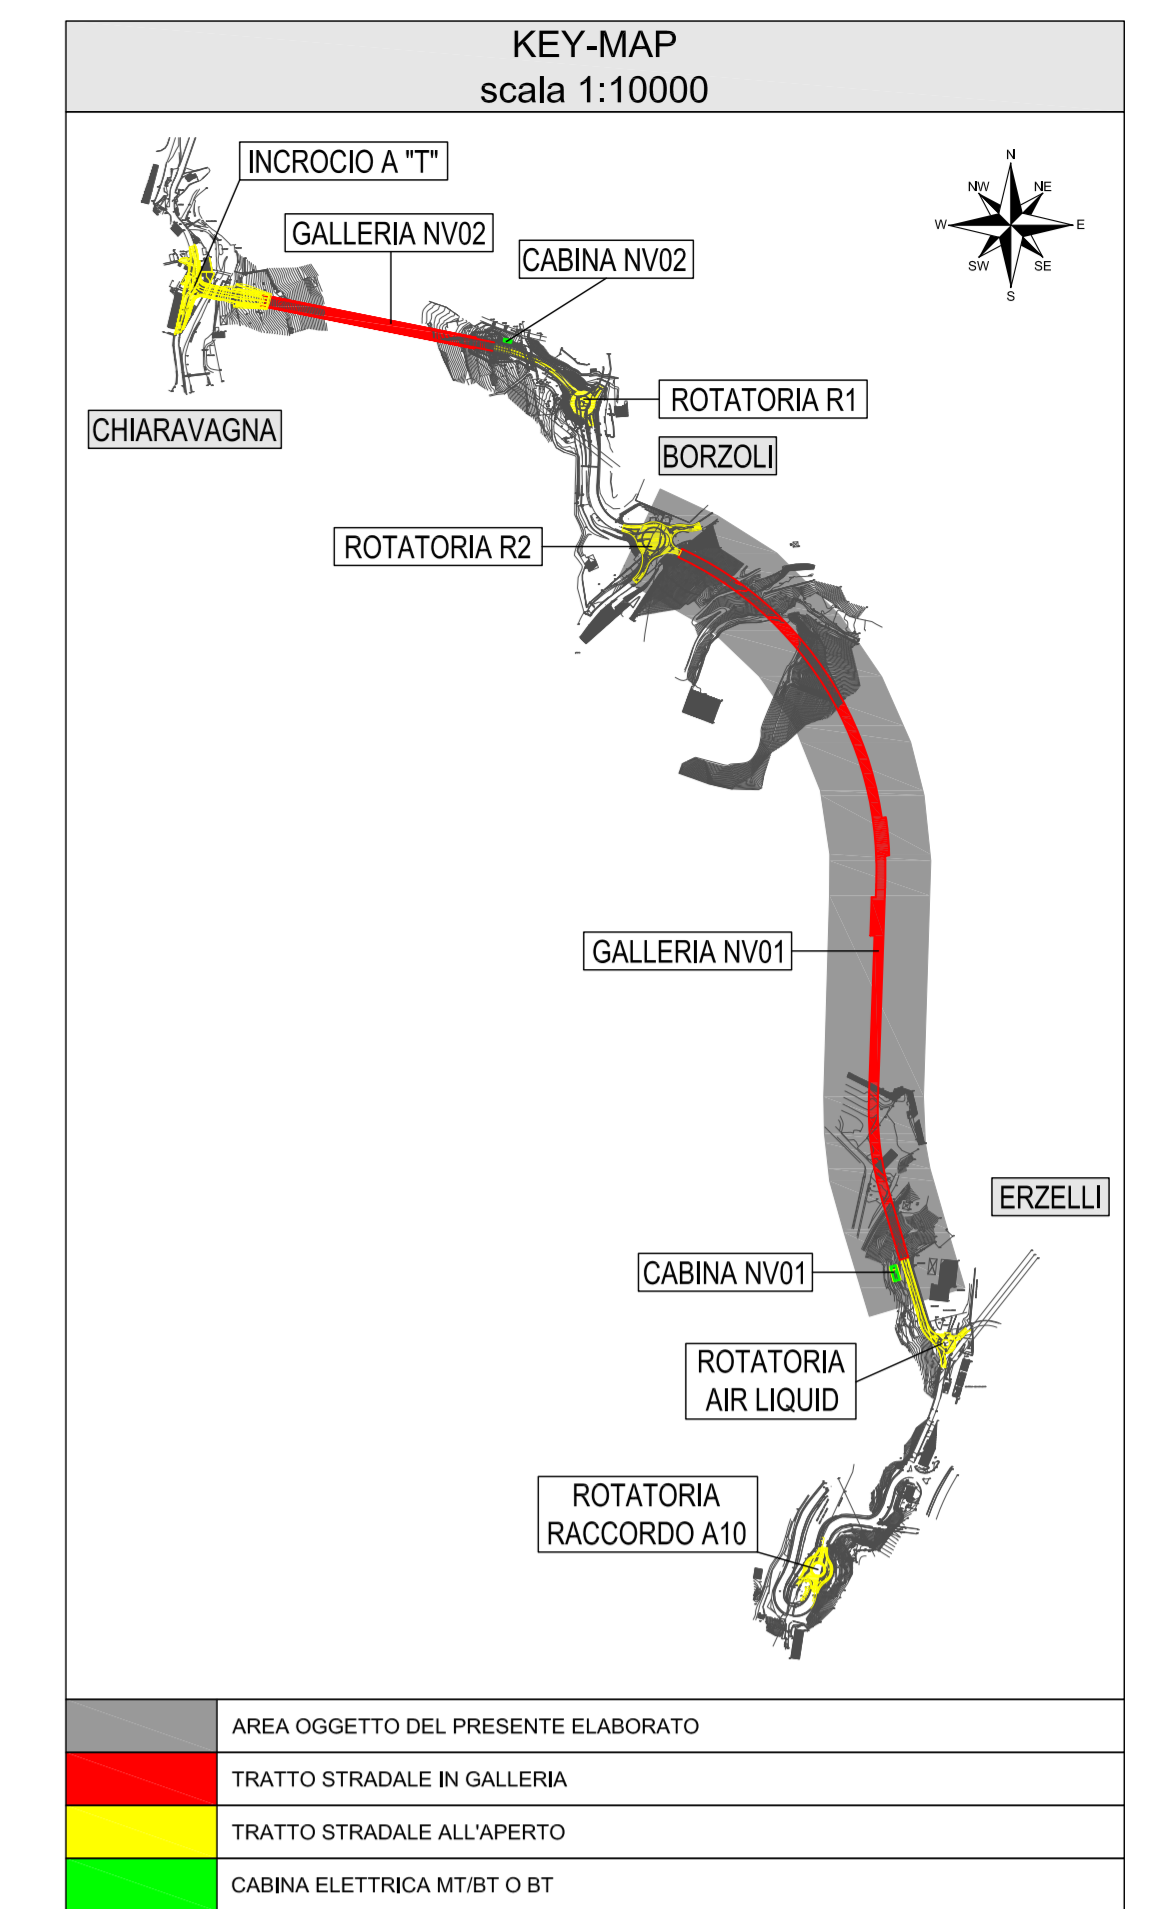 KEY-MAP
scala 1:10000
INCROCIO A "T"
GALLERIA NV02
CABINA NV02
N
NW
NE
W
E
SW
SE
S
ROTATORIA R1
CHIARAVAGNA
BORZOLI
ROTATORIA R2
GALLERIA NV01
ERZELLI
CABINA NV01
ROTATORIA
AIR LIQUID
ROTATORIA
RACCORDO A10
AREA OGGETTO DEL PRESENTE ELABORATO
TRATTO STRADALE IN GALLERIA
TRATTO STRADALE ALL'APERTO
CABINA ELETTRICA MT/BT O BT